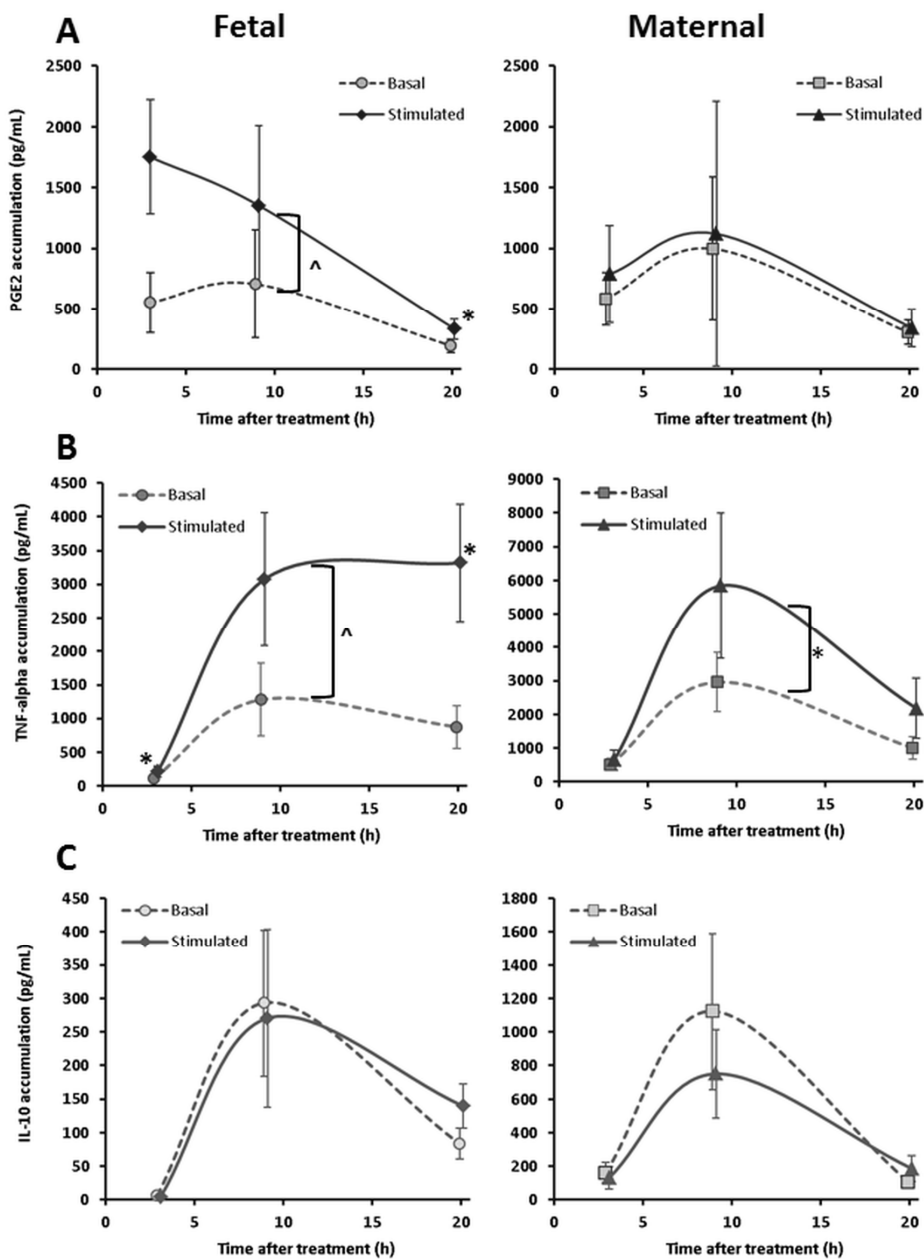 A
Fetal
Maternal
PGE2 accumulation (pg/mL)
2500
2000
1500
1000
500
0
0 5 10 15 20
Time after treatment (h)
Basal
Stimulated
^
*
2500
2000
1500
1000
500
0
0 5 10 15 20
Time after treatment (h)
Basal
Stimulated
B
TNF-alpha accumulation (pg/mL)
4500
4000
3500
3000
2500
2000
1500
1000
500
0
0 5 10 15 20
Time after treatment (h)
Basal
Stimulated
*
^
*
9000
8000
7000
6000
5000
4000
3000
2000
1000
0
0 5 10 15 20
Time after treatment (h)
Basal
Stimulated
*
C
IL-10 accumulation (pg/mL)
450
400
350
300
250
200
150
100
50
0
0 5 10 15 20
Time after treatment (h)
Basal
Stimulated
1800
1600
1400
1200
1000
800
600
400
200
0
0 5 10 15 20
Time after treatment (h)
Basal
Stimulated